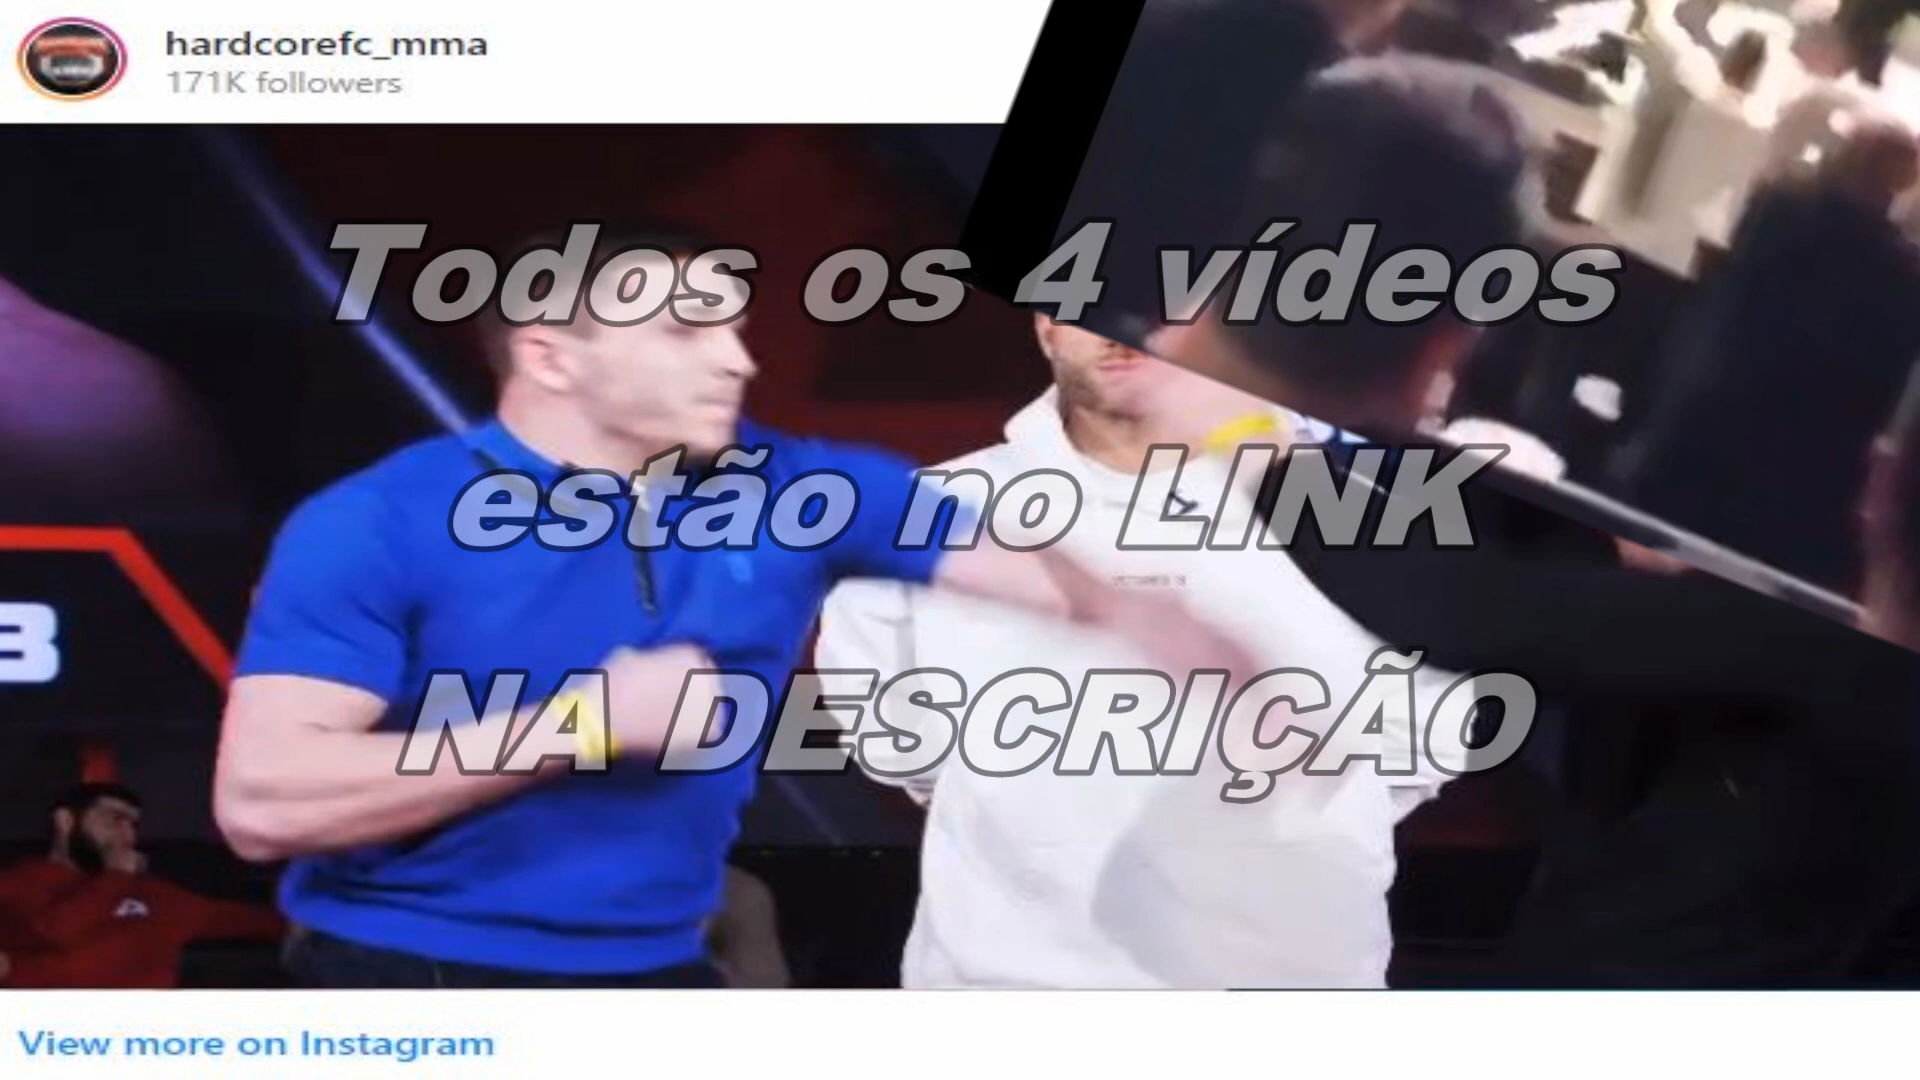 hardcorefc_mma
171K followers
Todos os 4 vídeos
estão no LINK
NA DESCRIÇÃO
View more on Instagram